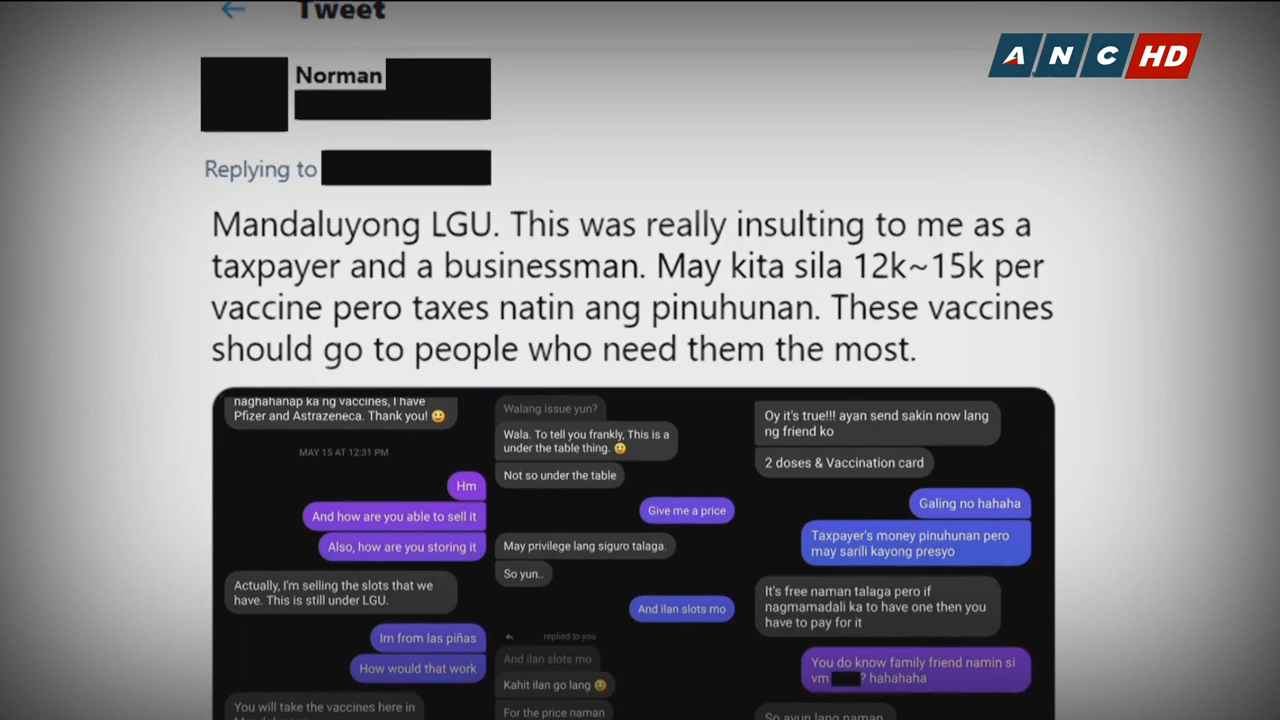 Tweet
ANC HD
Norman
Replying to
Mandaluyong LGU. This was really insulting to me as a
taxpayer and a businessman. May kita sila 12k~15k per
vaccine pero taxes natin ang pinuhunan. These vaccines
should go to people who need them the most.
naghahanap ka ng vaccines, I have
Pfizer and Astrazeneca. Thank you! 🙂
MAY 15 AT 12:31 PM
Hm
And how are you able to sell it
Also, how are you storing it
Actually, I'm selling the slots that we
have. This is still under LGU.
Im from las piñas
How would that work
You will take the vaccines here in
Walang issue yun?
Wala. To tell you frankly, This is a
under the table thing. 🙂
Not so under the table
Give me a price
May privilege lang siguro talaga.
So yun..
And ilan slots mo
replied to you
And ilan slots mo
Kahit ilan go lang 🙂
For the price naman
Oy it's true!!! ayan send sakin now lang
ng friend ko
2 doses & Vaccination card
Galing no hahaha
Taxpayer's money pinuhunan pero
may sarili kayong presyo
It's free naman talaga pero if
nagmamadali ka to have one then you
have to pay for it
You do know family friend namin si
vm ? hahahaha
So ayun lang naman